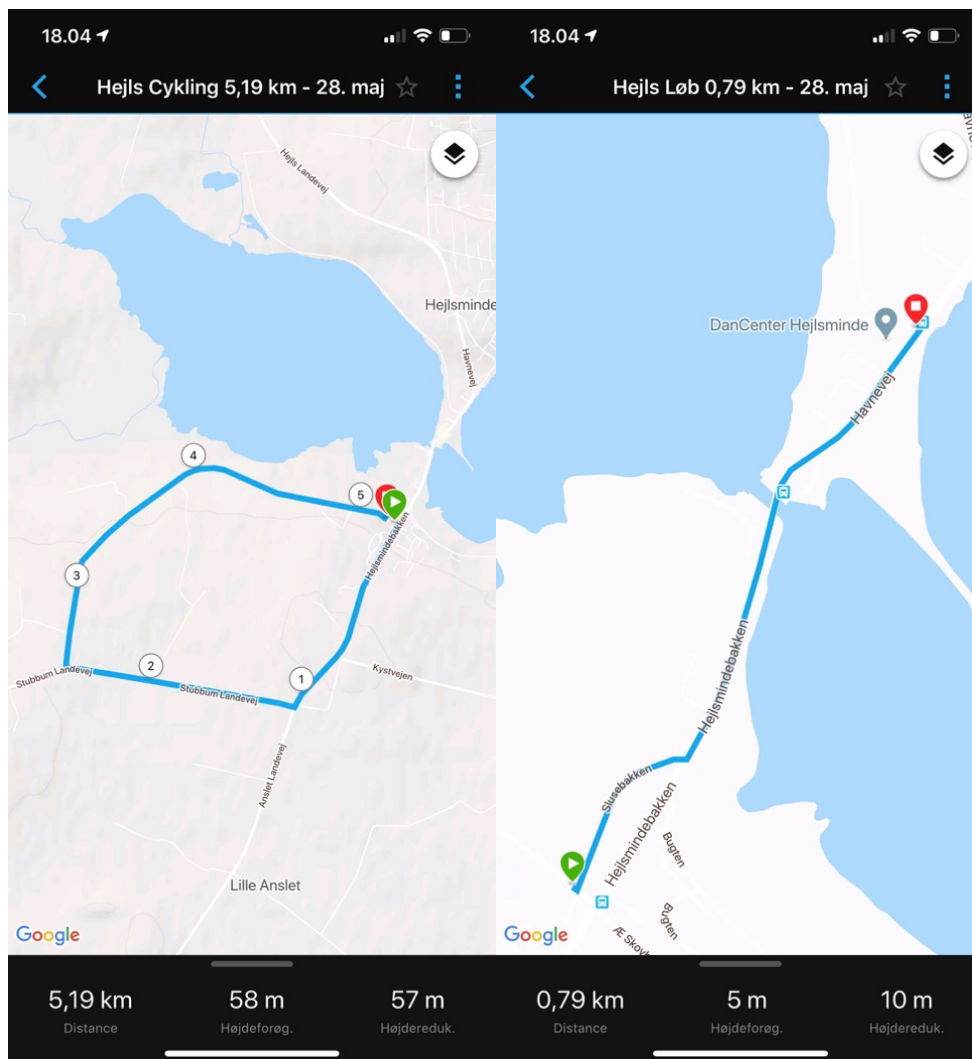 18.04
Hejls Cykling 5,19 km - 28. maj
Hejls Landevej
Hejlsminde
Havnevej
4
5
Hejlsmindebakken
3
1
2
Kystvejen
Stubbum Landevej
Stubbum Landevej
Anslet Landevej
Lille Anslet
Google
5,19 km
58 m
57 m
Distance
Højdeforøg.
Højdereduk.
18.04
Hejls Løb 0,79 km - 28. maj
DanCenter Hejlsminde
Havnevej
Hejlsmindebakken
Slusebakken
Hejlsmindebakken
Bugten
Bugten
Google
0,79 km
5 m
10 m
Distance
Højdeforøg.
Højdereduk.